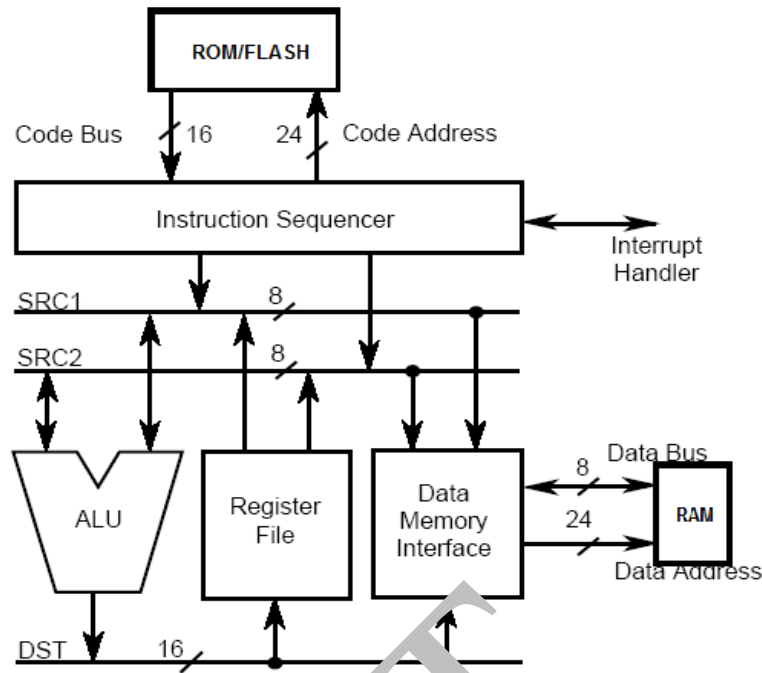 ROM/FLASH
Code Bus
16
24
Code Address
Instruction Sequencer
Interrupt
Handler
SRC1
8
SRC2
8
ALU
Register
File
Data
Memory
Interface
8
Data Bus
24
RAM
Data Address
DST
16
T